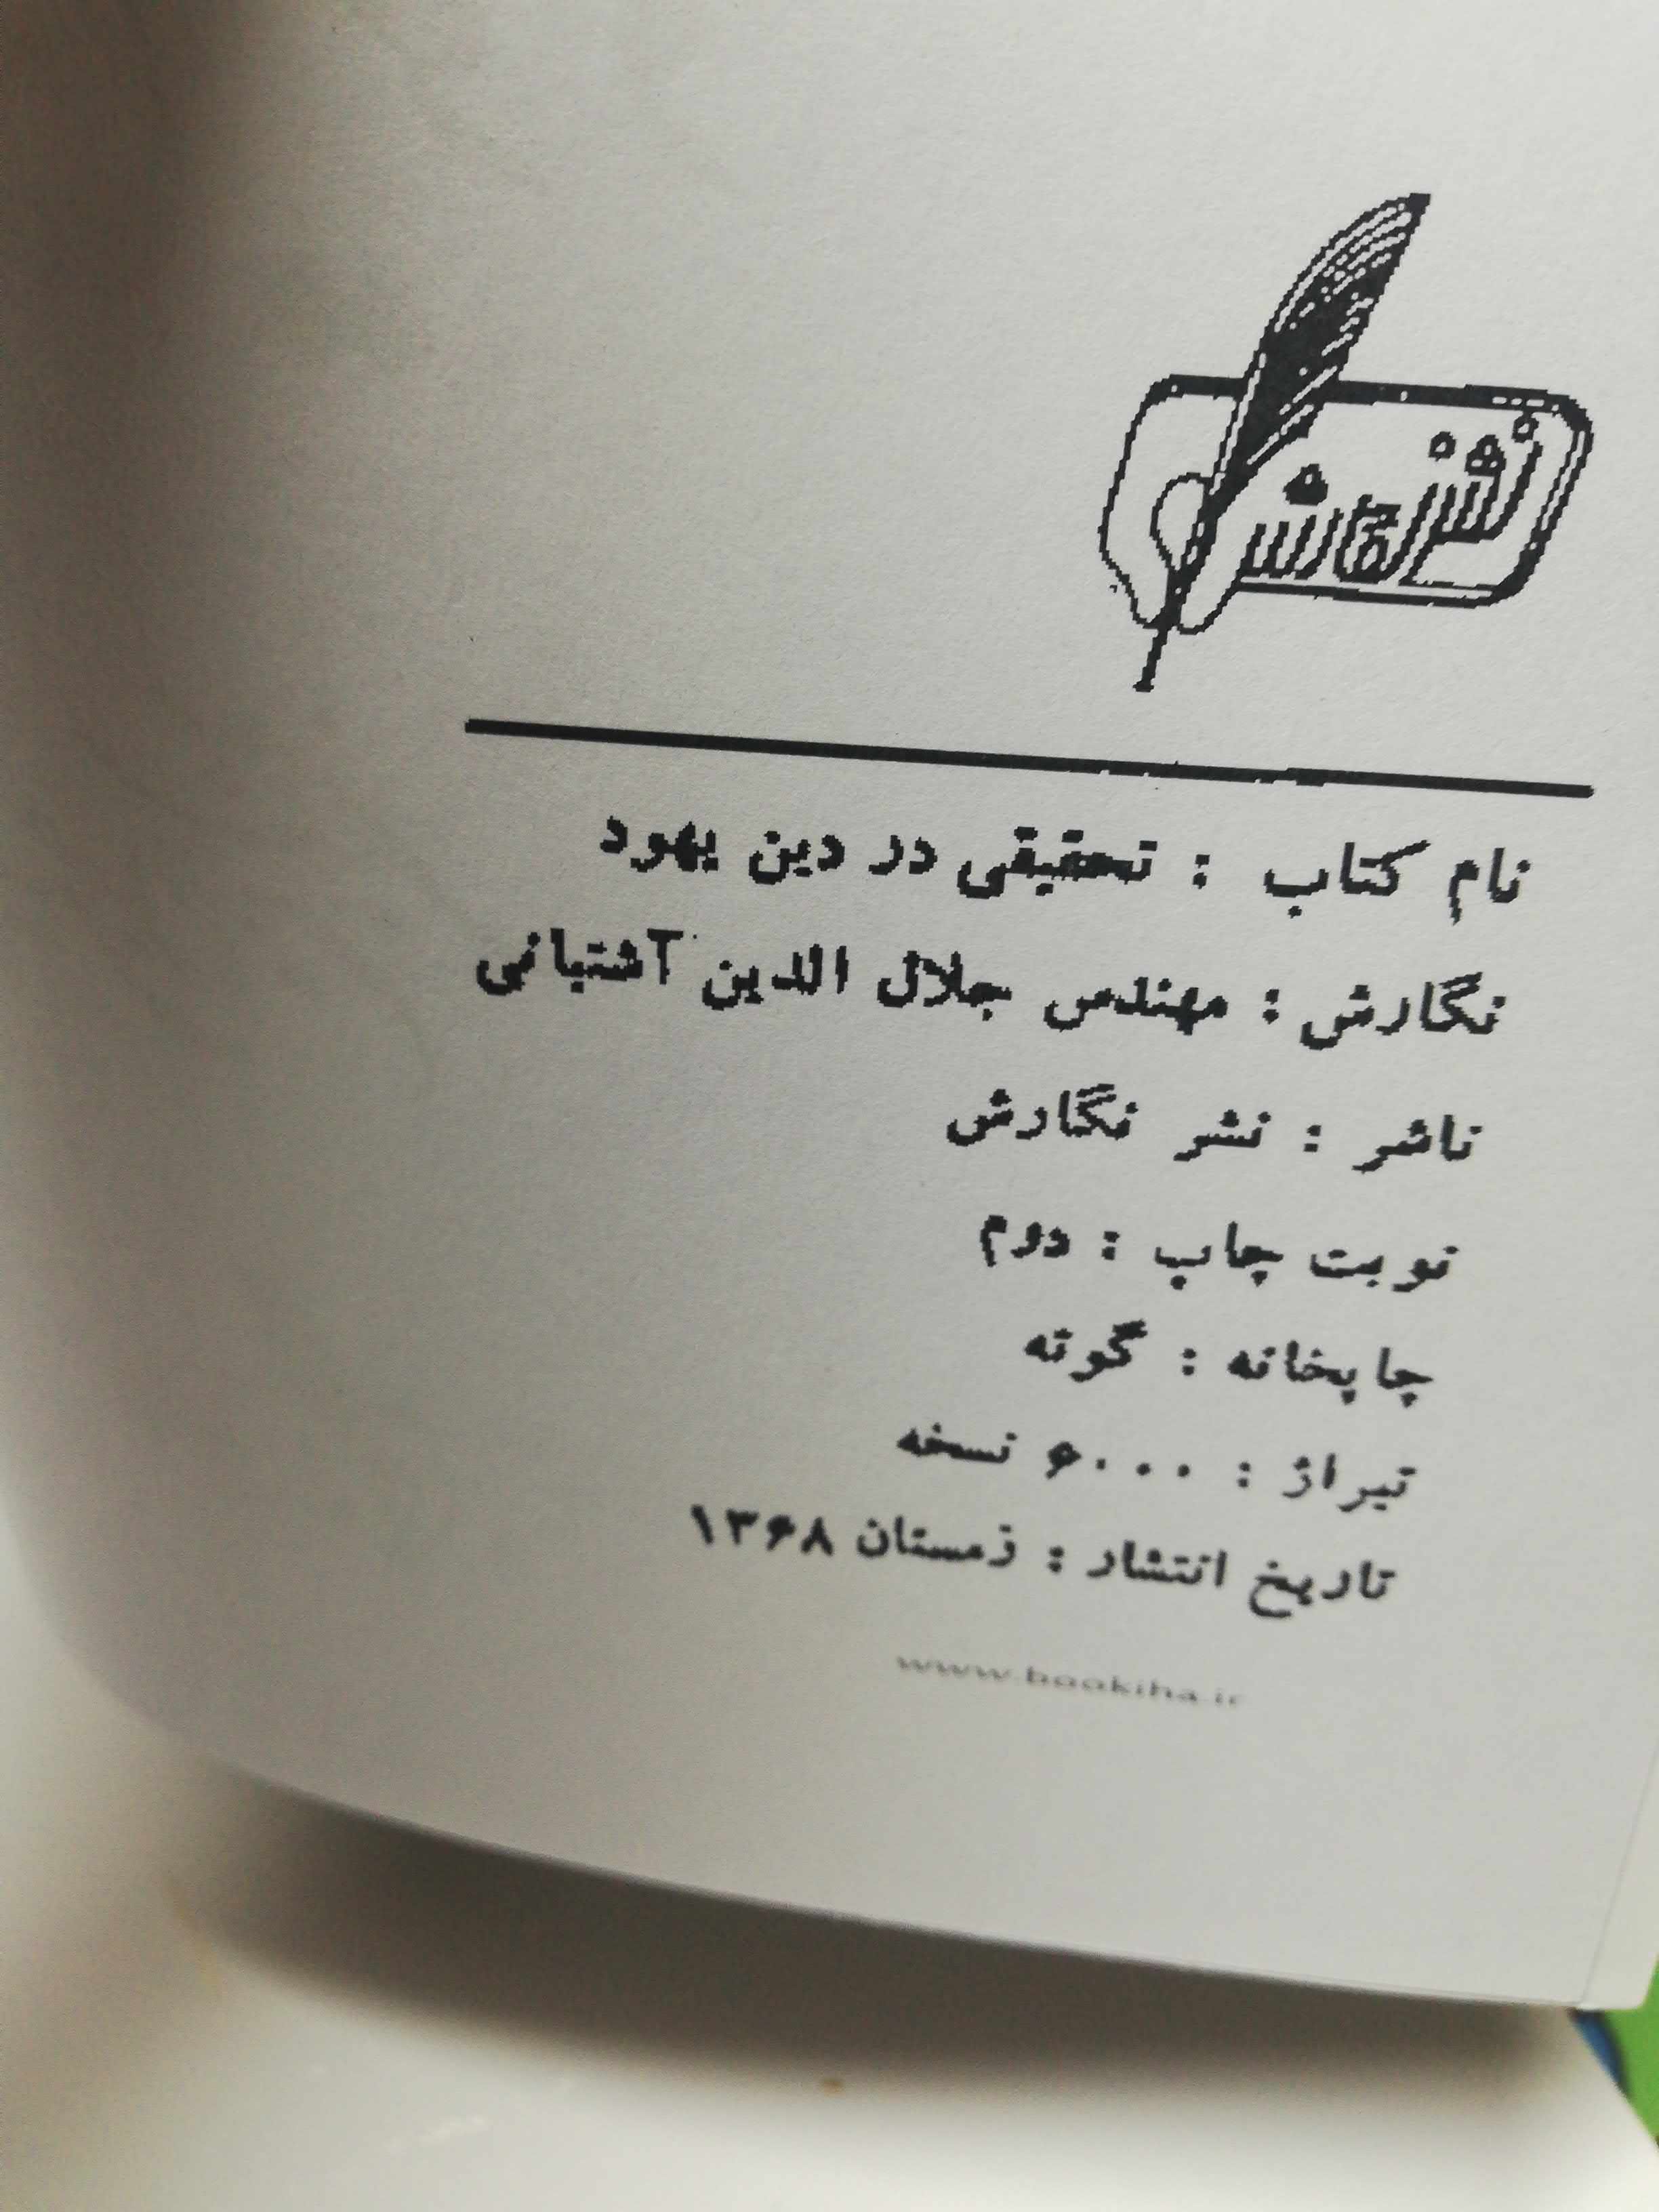 نشر نگارش
نام کتاب : تحقیقی در دین یهود
نگارش : مهندس جلال الدین آشتیانی
ناشر : نشر نگارش
نوبت چاپ : دوم
چاپخانه : گوته
تیراژ : ۶۰۰۰ نسخه
تاریخ انتشار : زمستان ۱۳۶۸
www.bookiha.ir